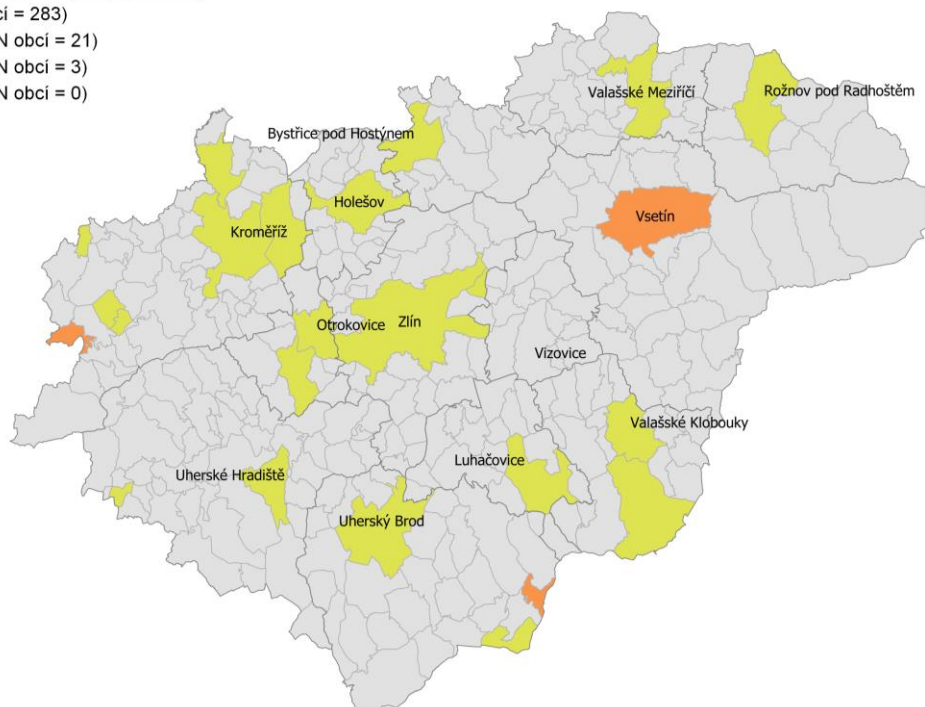 cí = 283)
N obcí = 21)
N obcí = 3)
N obcí = 0)
Valašské Meziříčí
Rožnov pod Radhoštěm
Bystřice pod Hostýnem
Holešov
Vsetín
Kroměříž
Otrokovice
Zlín
Vizovice
Valašské Klobouky
Luhačovice
Uherské Hradiště
Uherský Brod